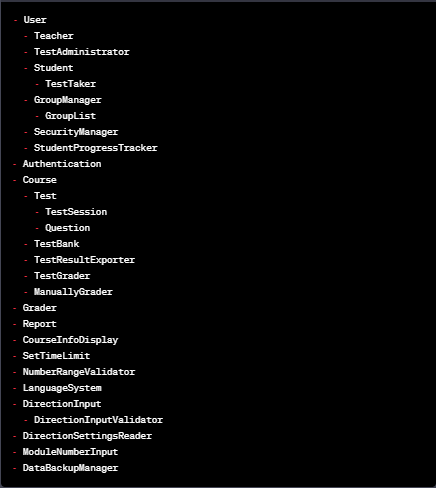 - User
- Teacher
- TestAdministrator
- Student
- TestTaker
- GroupManager
- GroupList
- SecurityManager
- StudentProgressTracker
- Authentication
- Course
- Test
- TestSession
- Question
- TestBank
- TestResultExporter
- TestGrader
- ManuallyGrader
- Grader
- Report
- CourseInfoDisplay
- SetTimeLimit
- NumberRangeValidator
- LanguageSystem
- DirectionInput
- DirectionInputValidator
- DirectionSettingsReader
- ModuleNumberInput
- DataBackupManager